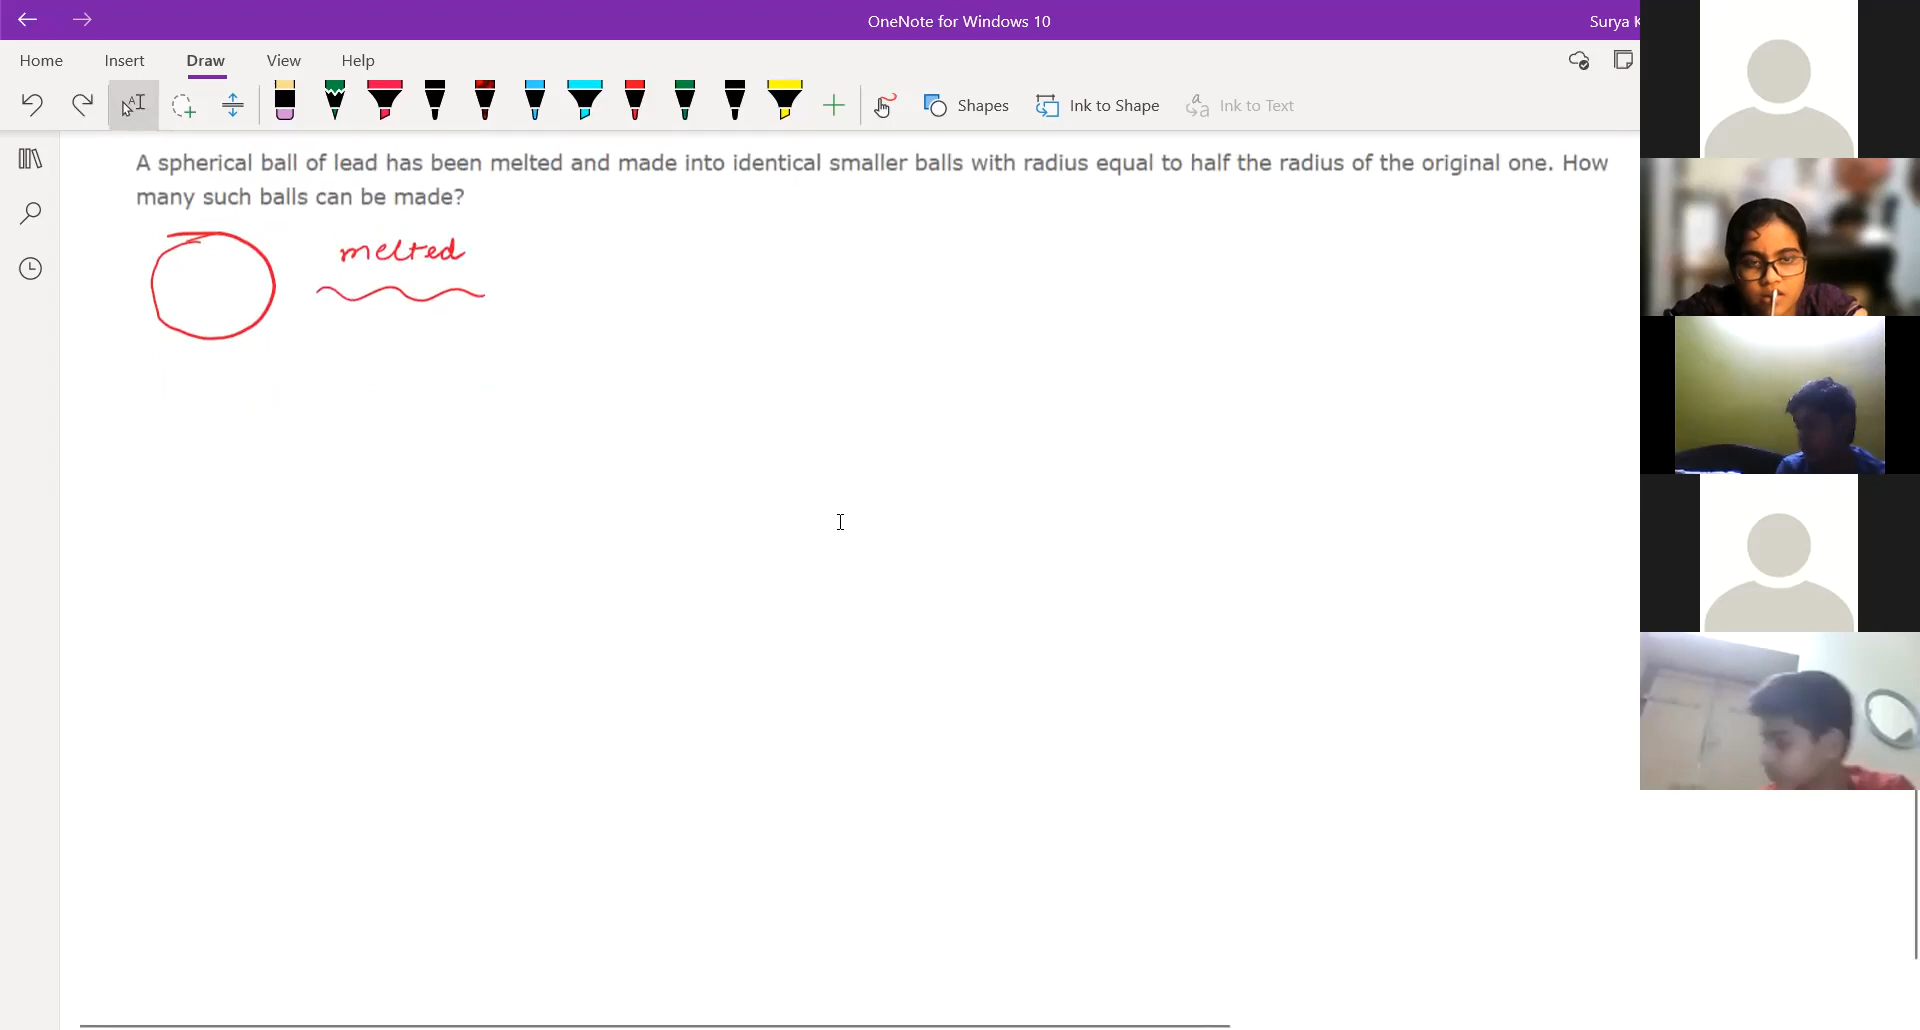 OneNote for Windows 10
Surya K
Home Insert Draw View Help
Shapes Ink to Shape Ink to Text
A spherical ball of lead has been melted and made into identical smaller balls with radius equal to half the radius of the original one. How
many such balls can be made?
melted